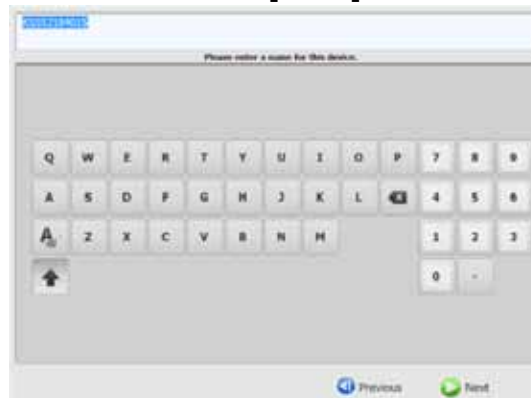 Please enter a name for this device.
Q W E R T Y U I O P 7 8 9
A S D F G H J K L 4 5 6
A Z X C V B N M 1 2 3
0 -
Previous Next